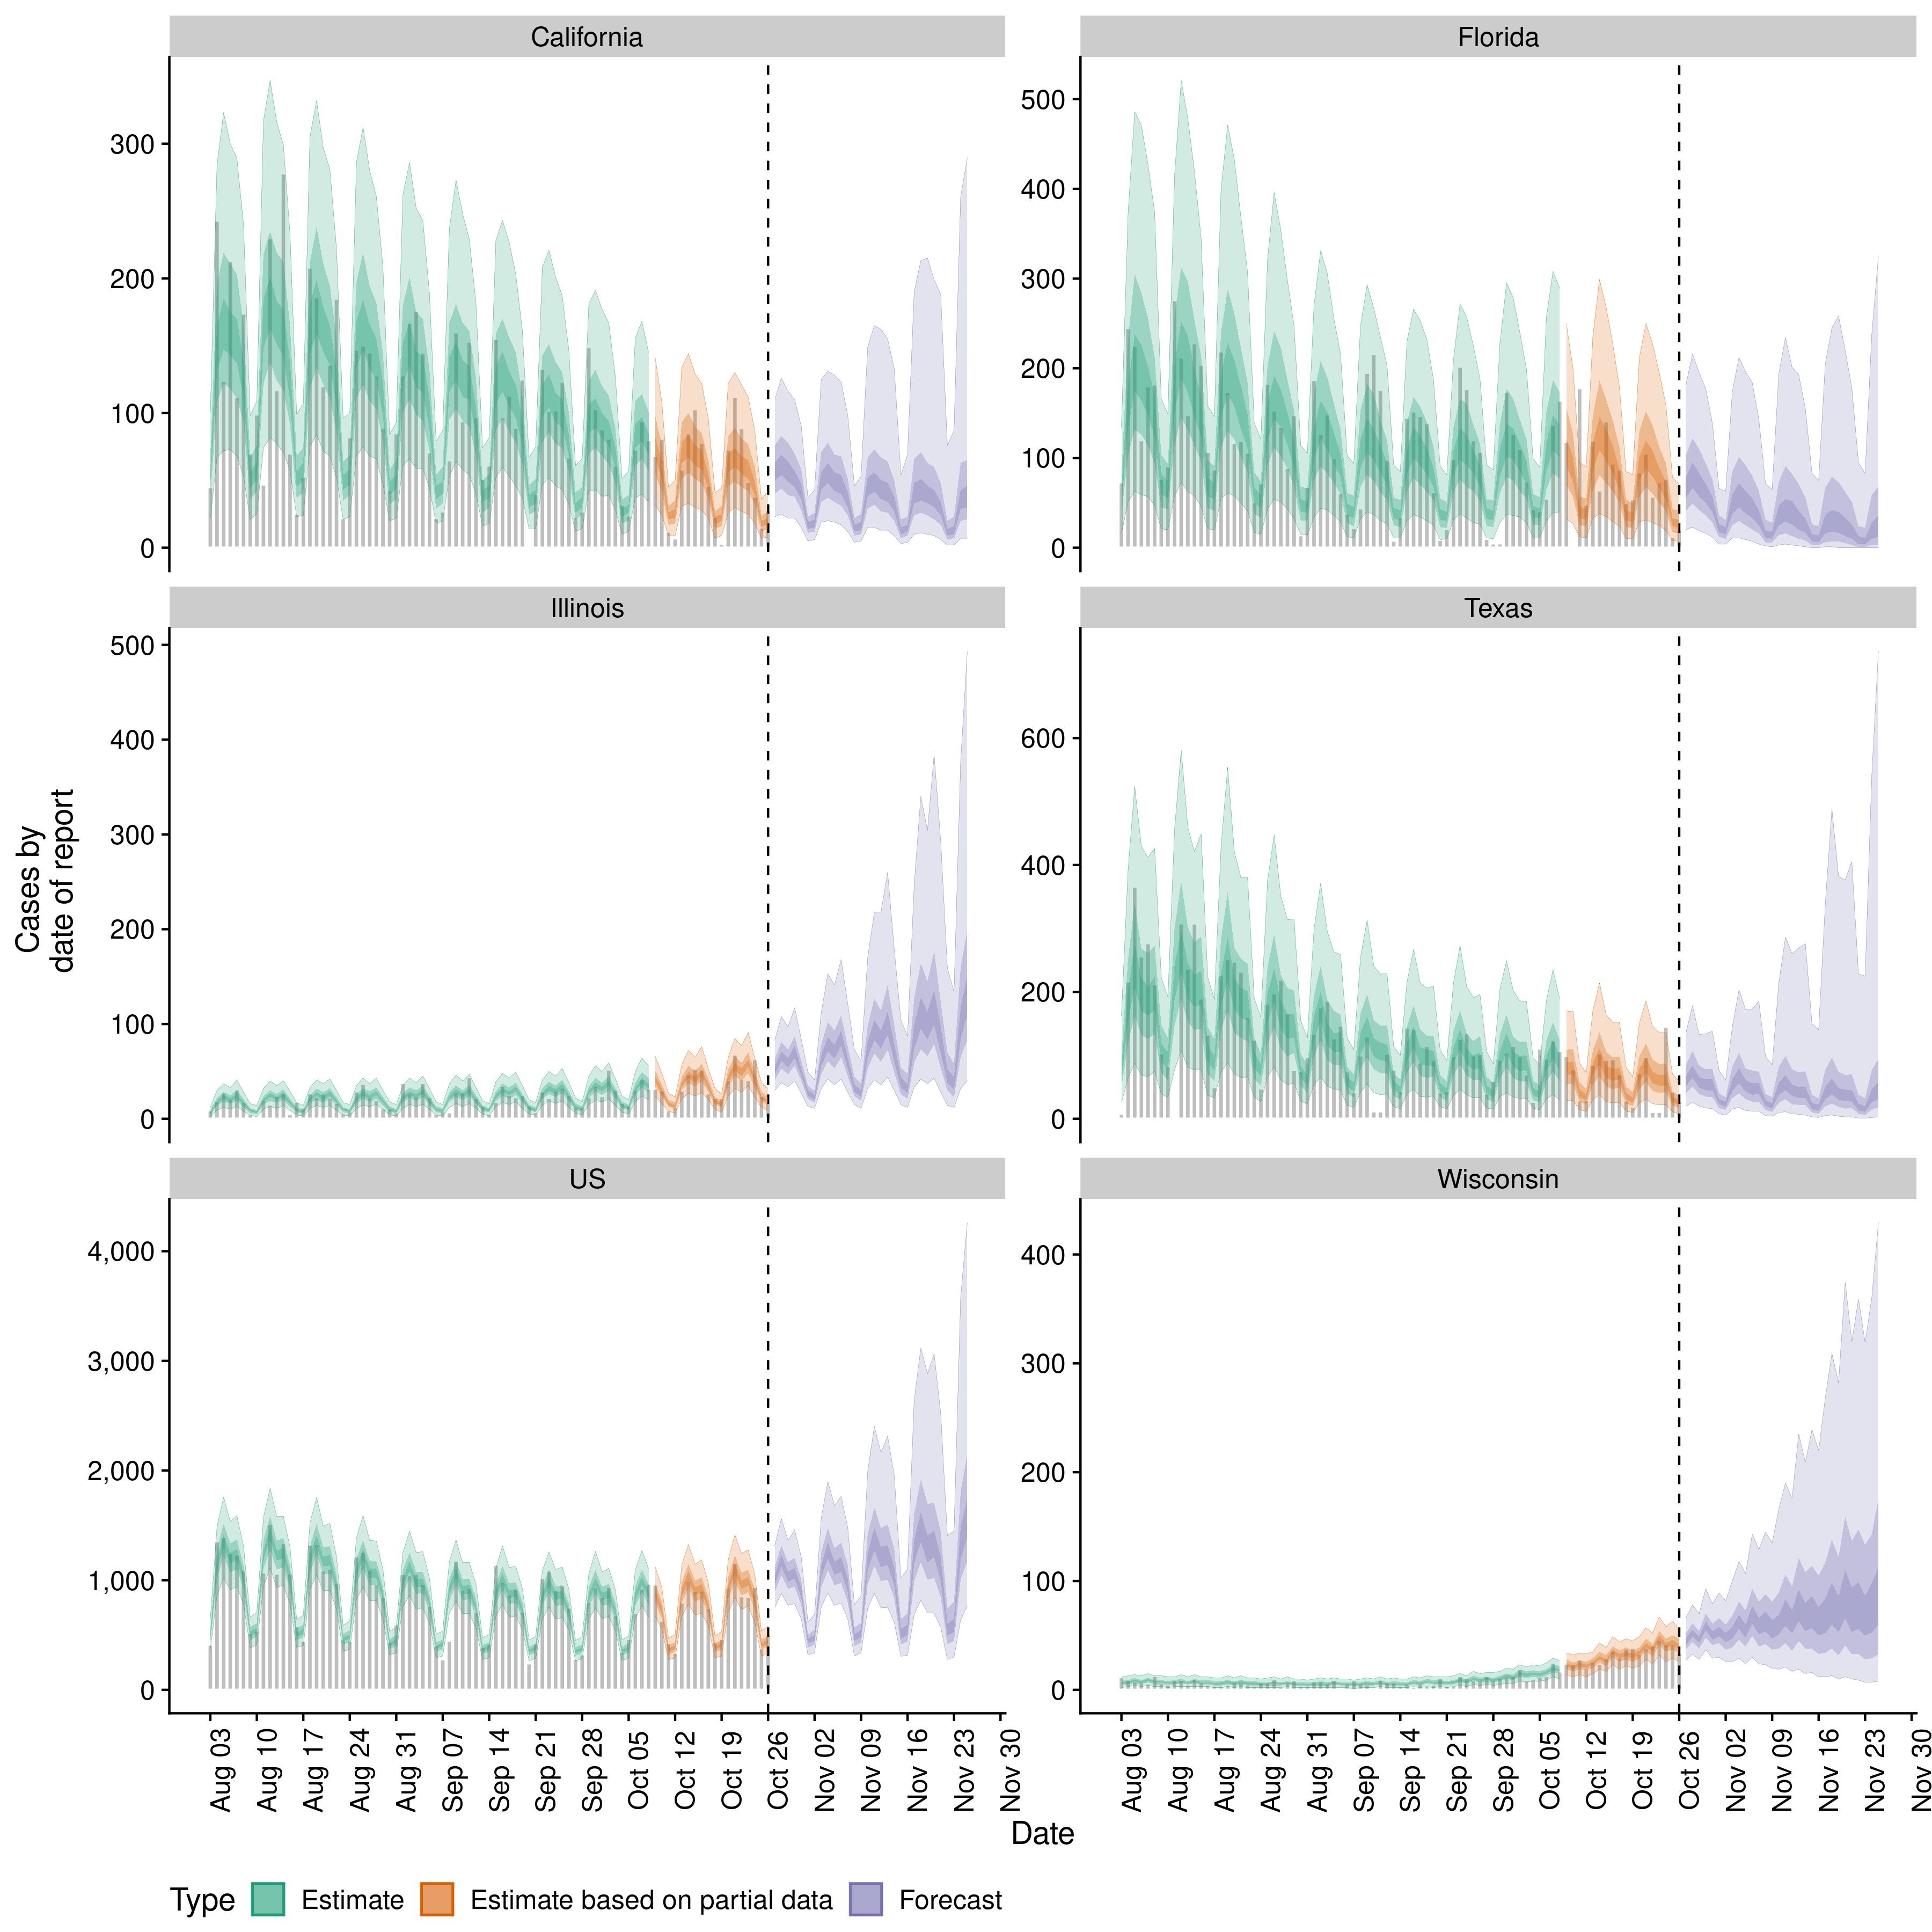 California
Florida
300
200
100
0
500
400
300
200
100
0
Illinois
Texas
500
400
300
200
100
0
600
400
200
0
Cases by
date of report
US
Wisconsin
4,000
3,000
2,000
1,000
0
400
300
200
100
0
Aug 03 Aug 10 Aug 17 Aug 24 Aug 31 Sep 07 Sep 14 Sep 21 Sep 28 Oct 05 Oct 12 Oct 19 Oct 26 Nov 02 Nov 09 Nov 16 Nov 23 Nov 30
Aug 03 Aug 10 Aug 17 Aug 24 Aug 31 Sep 07 Sep 14 Sep 21 Sep 28 Oct 05 Oct 12 Oct 19 Oct 26 Nov 02 Nov 09 Nov 16 Nov 23 Nov 30
Date
Type Estimate Estimate based on partial data Forecast